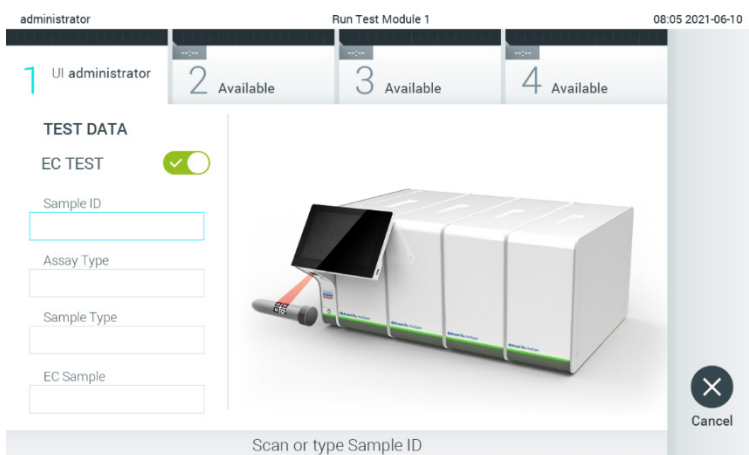 administrator
Run Test Module 1
08:05 2021-06-10
1 UI administrator
--:--
2 Available
--:--
3 Available
--:--
4 Available
TEST DATA
EC TEST
Sample ID
Assay Type
Sample Type
EC Sample
Cancel
Scan or type Sample ID